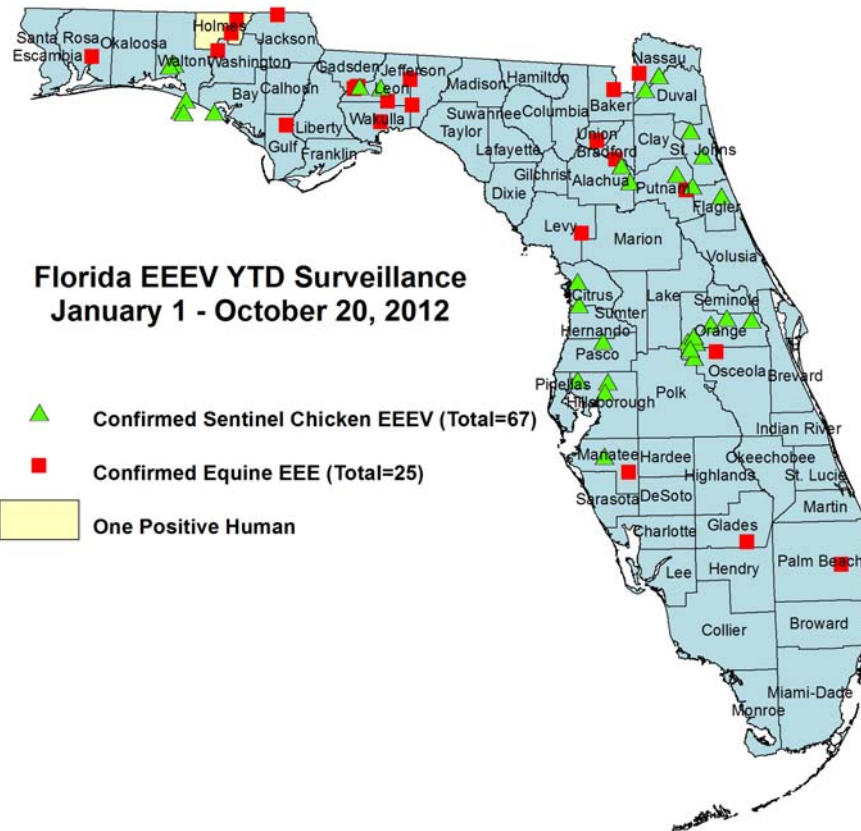 Holmes
Santa Rosa
Escambia
Okaloosa
Walton
Washington
Jackson
Bay
Calhoun
Gulf
Liberty
Franklin
Gadsden
Leon
Jefferson
Wakulla
Madison
Taylor
Hamilton
Suwannee
Lafayette
Columbia
Dixie
Gilchrist
Baker
Union
Bradford
Alachua
Nassau
Duval
Clay
St. Johns
Putnam
Flagler
Levy
Marion
Volusia
Florida EEEV YTD Surveillance
January 1 - October 20, 2012
Citrus
Sumter
Lake
Seminole
Orange
Hernando
Pasco
Osceola
Brevard
Pinellas
Hillsborough
Polk
Indian River
Confirmed Sentinel Chicken EEEV (Total=67)
Confirmed Equine EEE (Total=25)
One Positive Human
Manatee
Hardee
Highlands
Okeechobee
St. Lucie
Sarasota
DeSoto
Martin
Charlotte
Glades
Lee
Hendry
Palm Beach
Collier
Broward
Monroe
Miami-Dade